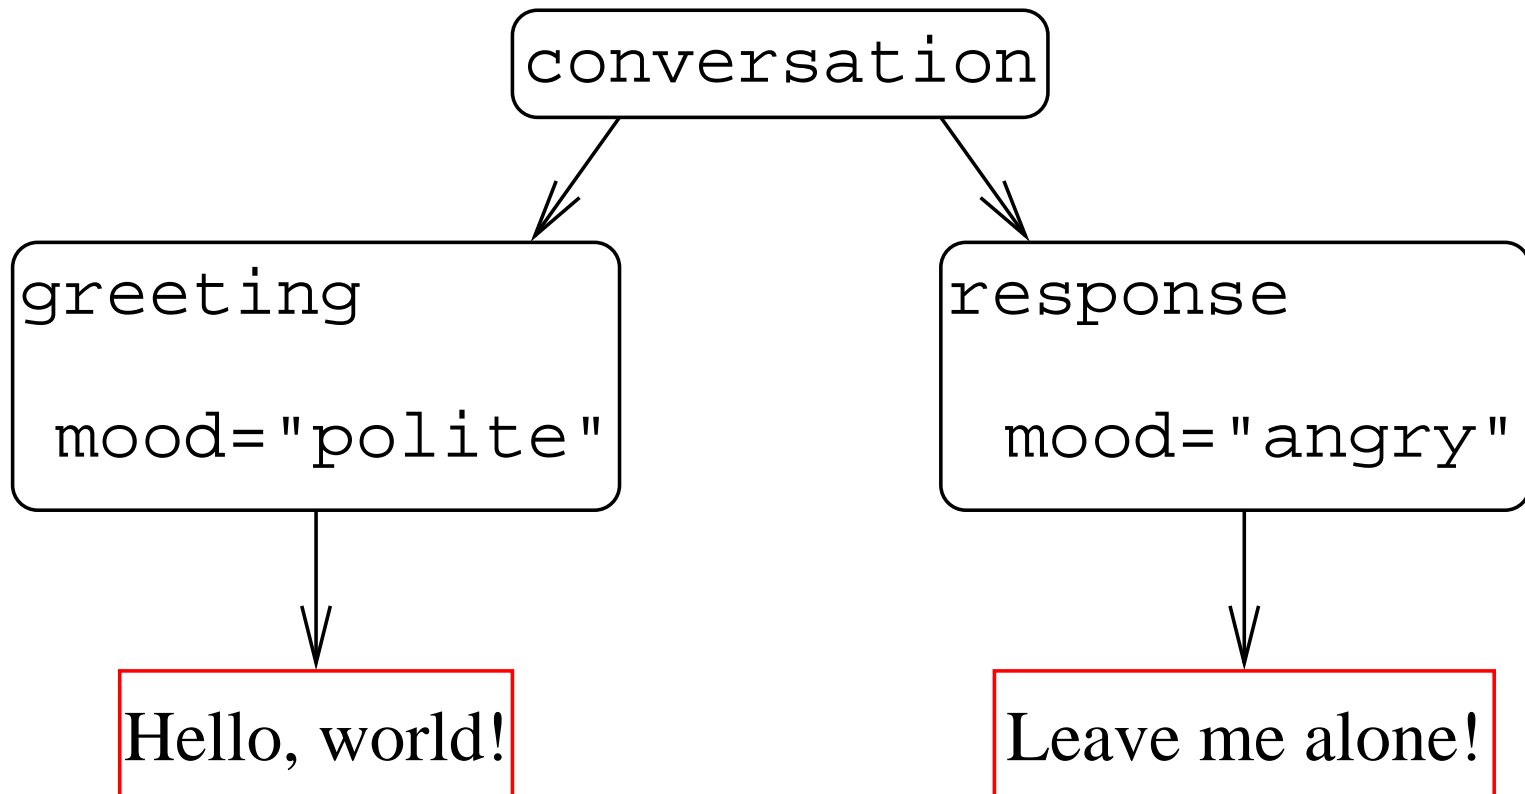 conversation
greeting
mood="polite"
response
mood="angry"
Hello, world!
Leave me alone!